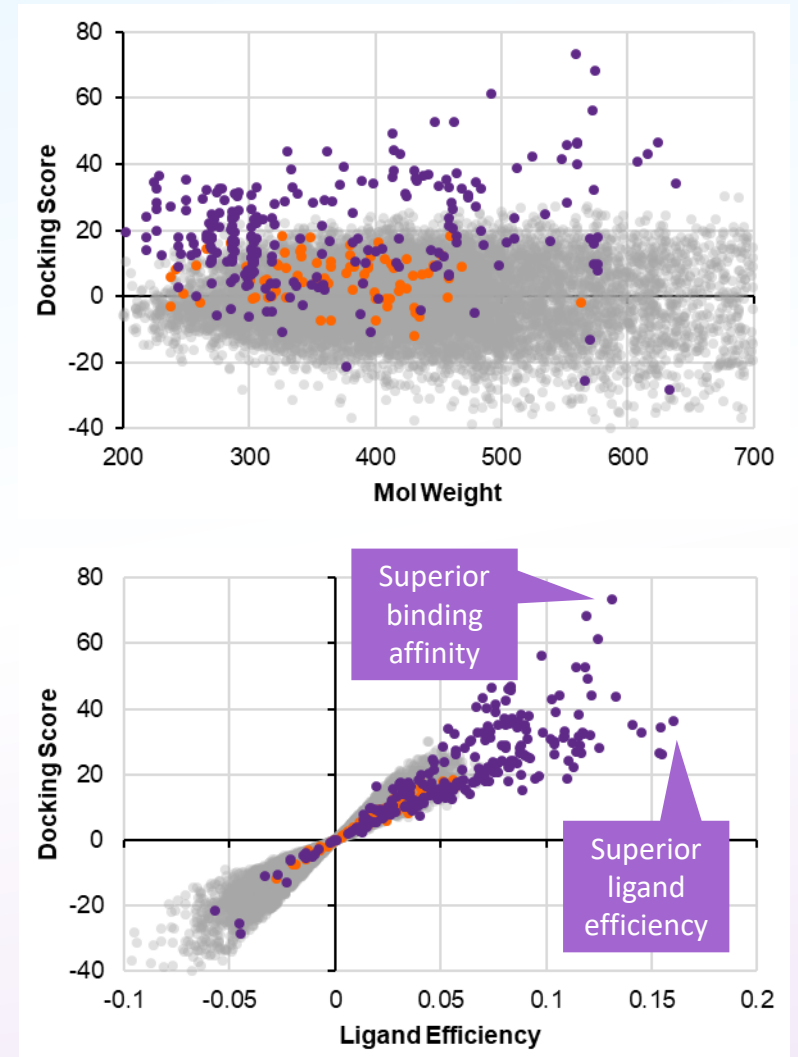 80
60
40
20
0
-20
-40
Docking Score
200 300 400 500 600 700
Mol Weight
80
60
40
20
0
-20
-40
Docking Score
Superior
binding
affinity
Superior
ligand
efficiency
-0.1 -0.05 0 0.05 0.1 0.15 0.2
Ligand Efficiency